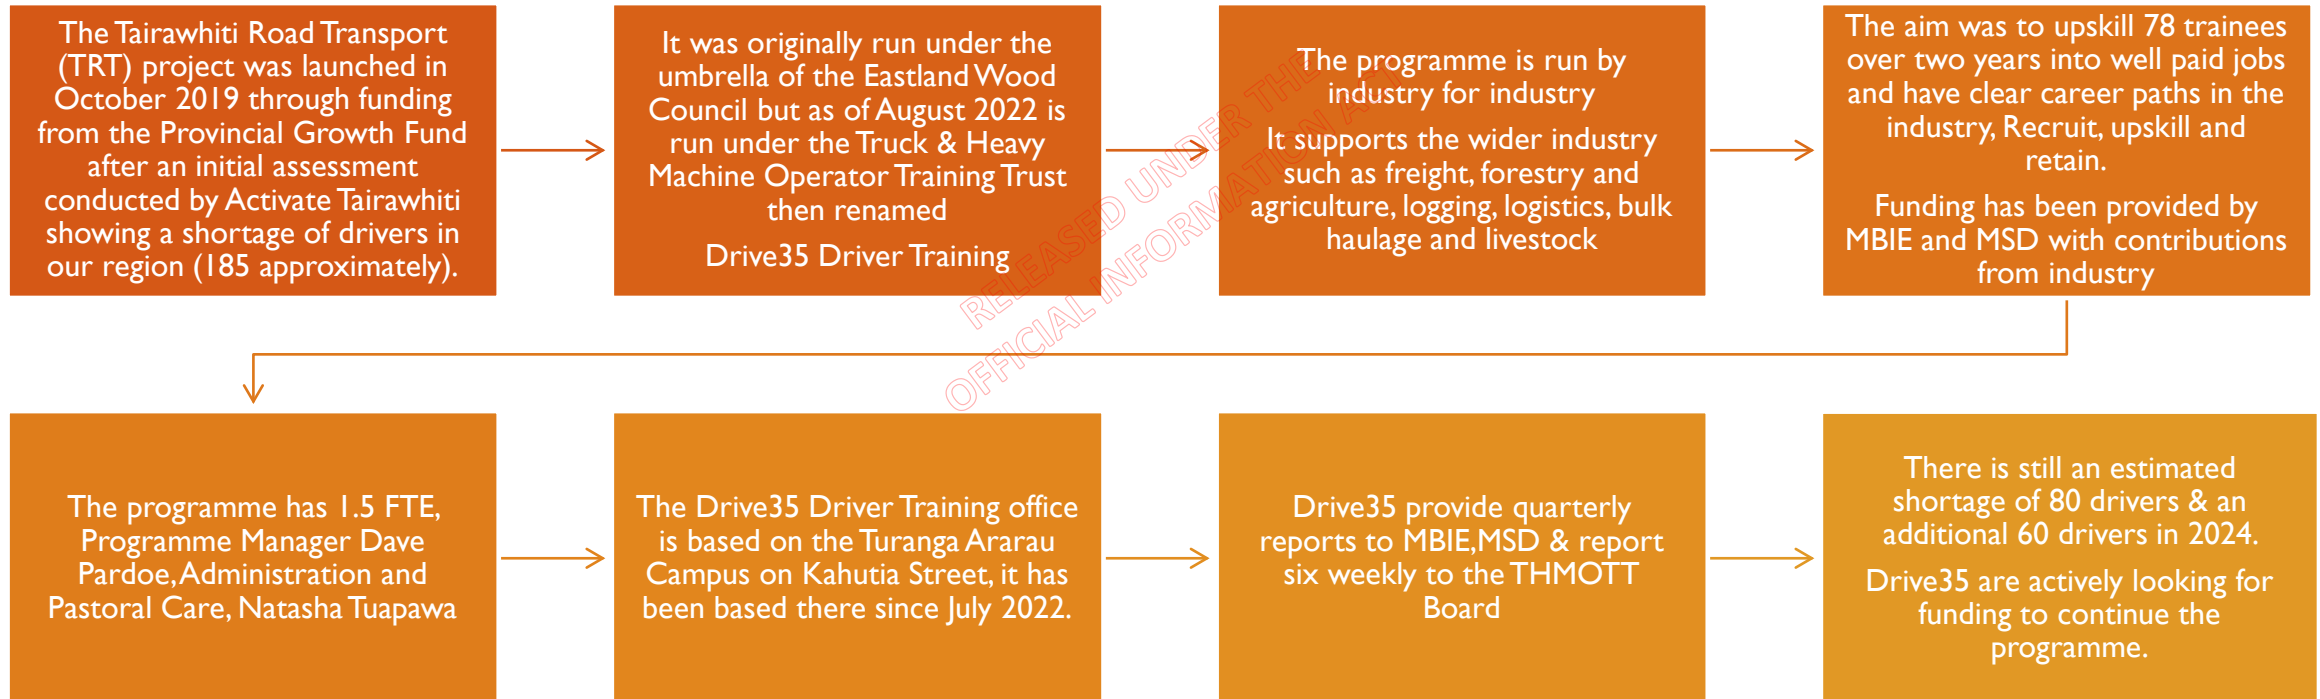 The Tairawhiti Road Transport
(TRT) project was launched in
October 2019 through funding
from the Provincial Growth Fund
after an initial assessment
conducted by Activate Tairawhiti
showing a shortage of drivers in
our region (185 approximately).
It was originally run under the
umbrella of the Eastland Wood
Council but as of August 2022 is
run under the Truck & Heavy
Machine Operator Training Trust
then renamed
Drive35 Driver Training
The programme is run by
industry for industry
It supports the wider industry
such as freight, forestry and
agriculture, logging, logistics, bulk
haulage and livestock
The aim was to upskill 78 trainees
over two years into well paid jobs
and have clear career paths in the
industry, Recruit, upskill and
retain.
Funding has been provided by
MBIE and MSD with contributions
from industry
RELEASED UNDER THE
OFFICIAL INFORMATION ACT
The programme has 1.5 FTE,
Programme Manager Dave
Pardoe, Administration and
Pastoral Care, Natasha Tuapawa
The Drive35 Driver Training office
is based on the Turanga Ararau
Campus on Kahutia Street, it has
been based there since July 2022.
Drive35 provide quarterly
reports to MBIE,MSD & report
six weekly to the THMOTT
Board
There is still an estimated
shortage of 80 drivers & an
additional 60 drivers in 2024.
Drive35 are actively looking for
funding to continue the
programme.